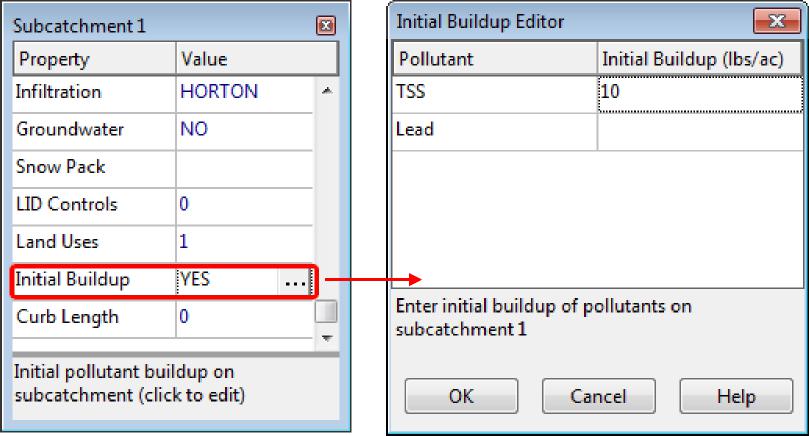 Subcatchment 1
Property Value
Infiltration HORTON
Groundwater NO
Snow Pack
LID Controls 0
Land Uses 1
Initial Buildup YES ...
Curb Length 0
Initial pollutant buildup on
subcatchment (click to edit)
Initial Buildup Editor
Pollutant Initial Buildup (lbs/ac)
TSS 10
Lead
Enter initial buildup of pollutants on
subcatchment 1
OK Cancel Help